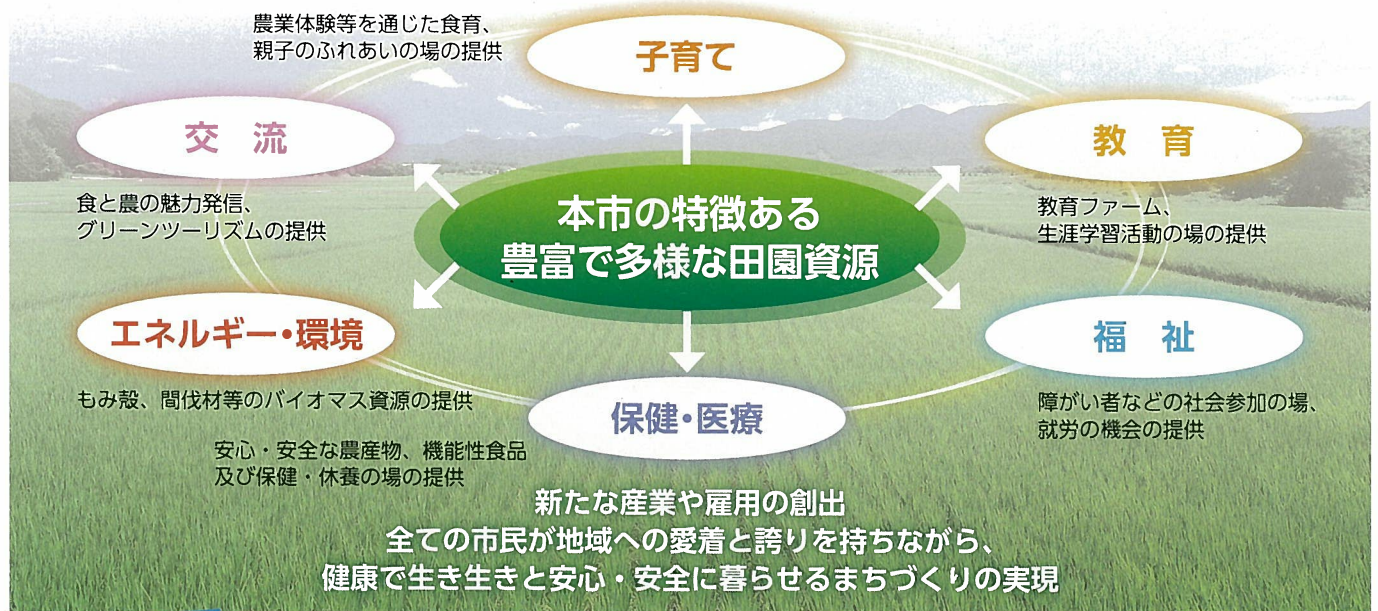 農業体験等を通じた食育、
親子のふれあいの場の提供
子育て
交　流
食と農の魅力発信、
グリーンツーリズムの提供
教　育
教育ファーム、
生涯学習活動の場の提供
本市の特徴ある
豊富で多様な田園資源
エネルギー・環境
もみ殻、間伐材等のバイオマス資源の提供
福　祉
障がい者などの社会参加の場、
就労の機会の提供
保健・医療
安心・安全な農産物、機能性食品
及び保健・休養の場の提供
新たな産業や雇用の創出
全ての市民が地域への愛着と誇りを持ちながら、
健康で生き生きと安心・安全に暮らせるまちづくりの実現